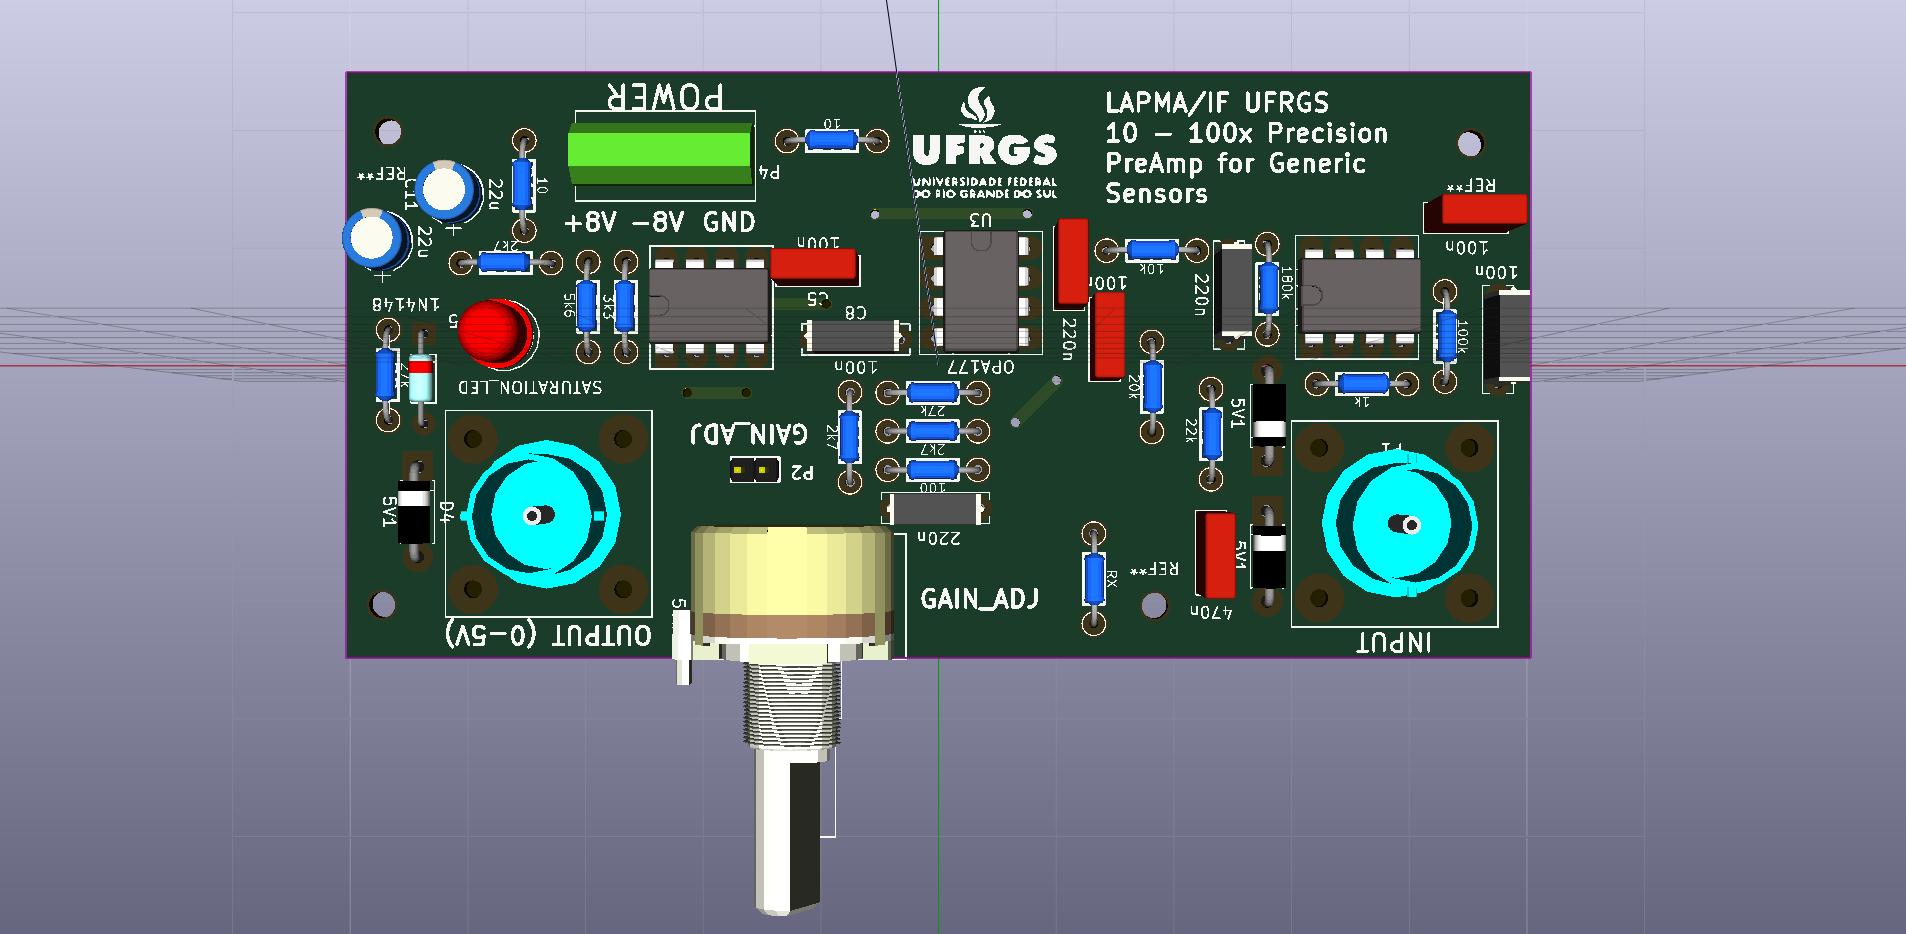 POWER
LAPMA/IF UFRGS
10 - 100x Precision
PreAmp for Generic
Sensors
UFRGS
UNIVERSIDADE FEDERAL
DO RIO GRANDE DO SUL
10
P4
REF**
C11
22u
10
REF**
+8V -8V GND
U3
22u
2k7
100n
10k
100n
100n
220n
180k
100n
1N4148
5k6
3k3
C5
C8
220n
100k
27k
SATURATION_LED
100n
OPA177
20k
1k
5V1
27k
GAIN_ADJ
2k7
2k7
22k
P1
P2
100
5V1
D4
220n
5V1
RX
REF**
GAIN_ADJ
470n
OUTPUT (0-5V)
INPUT